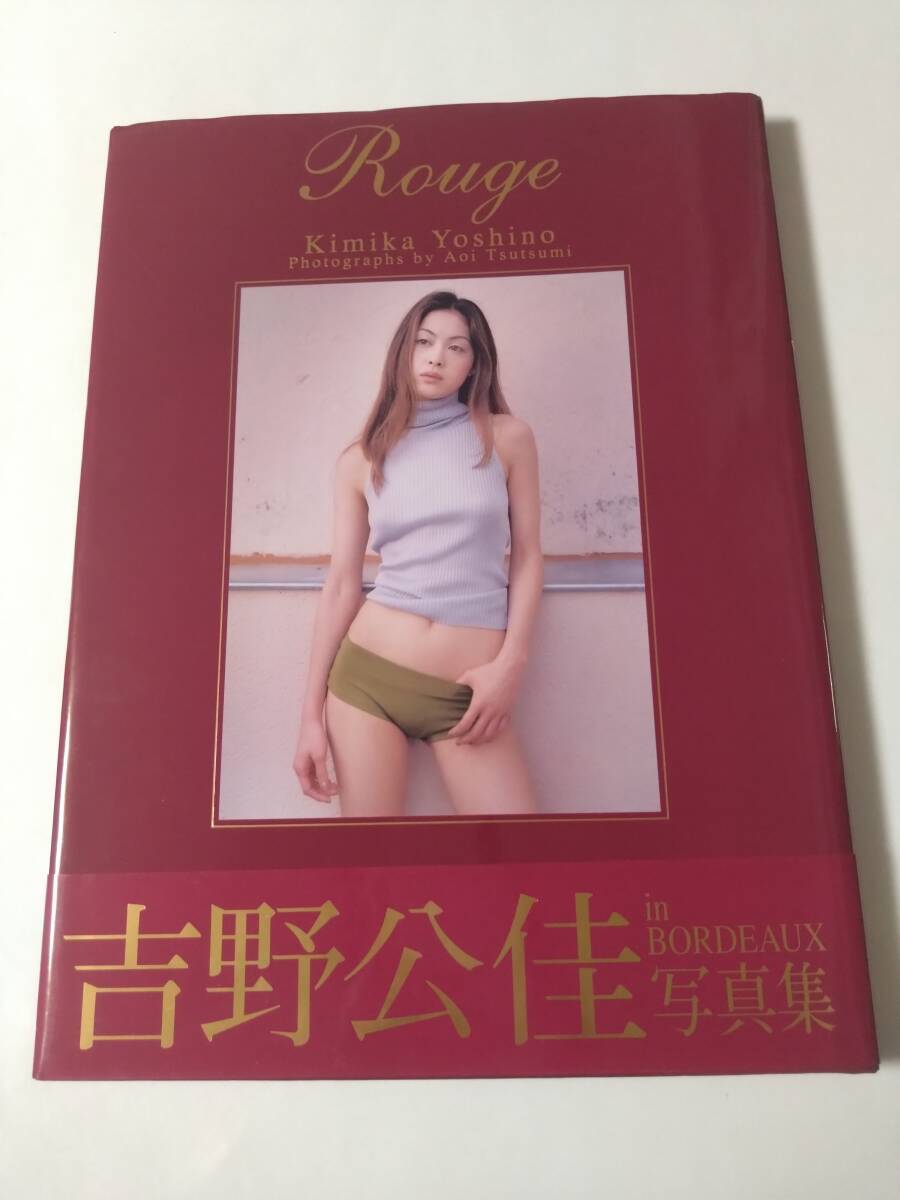 Rouge
Kimika Yoshino
Photographs by Aoi Tsutsumi
吉野公佳
in
BORDEAUX
写真集